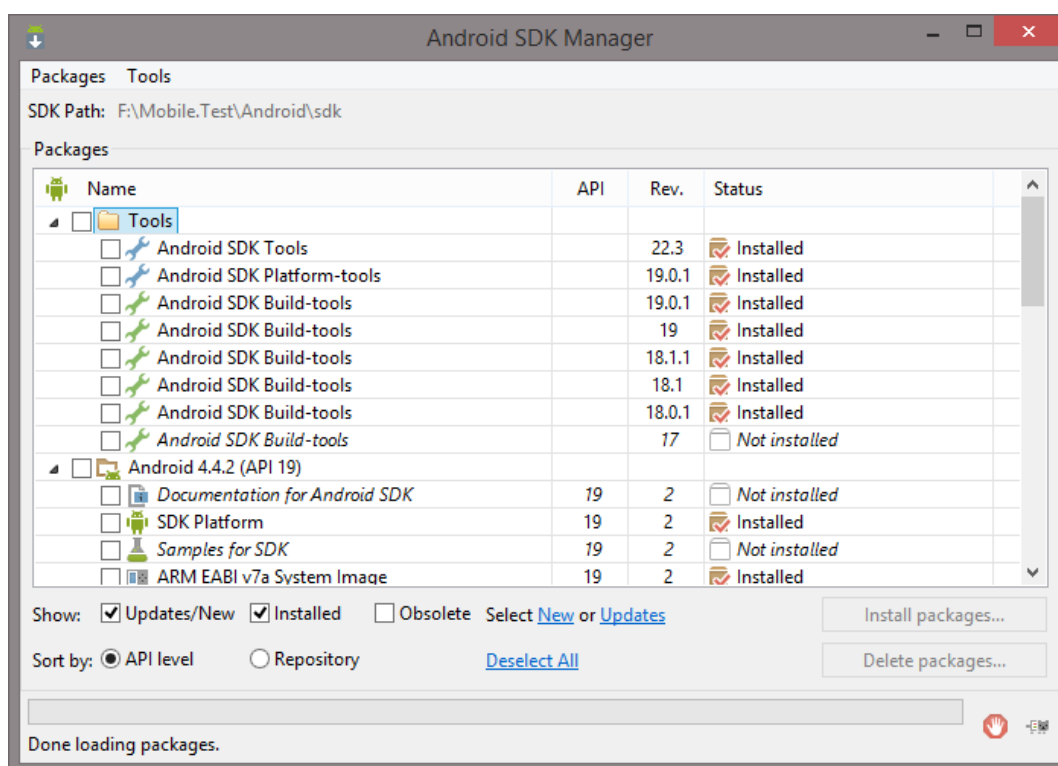 Android SDK Manager
Packages Tools
SDK Path: F:\Mobile.Test\Android\sdk
Packages
Name API Rev. Status
Tools
Android SDK Tools 22.3 Installed
Android SDK Platform-tools 19.0.1 Installed
Android SDK Build-tools 19.0.1 Installed
Android SDK Build-tools 19 Installed
Android SDK Build-tools 18.1.1 Installed
Android SDK Build-tools 18.1 Installed
Android SDK Build-tools 18.0.1 Installed
Android SDK Build-tools 17 Not installed
Android 4.4.2 (API 19)
Documentation for Android SDK 19 2 Not installed
SDK Platform 19 2 Installed
Samples for SDK 19 2 Not installed
ARM EABI v7a System Image 19 2 Installed
Show: Updates/New Installed Obsolete Select New or Updates Install packages...
Sort by: API level Repository Deselect All Delete packages...
Done loading packages.